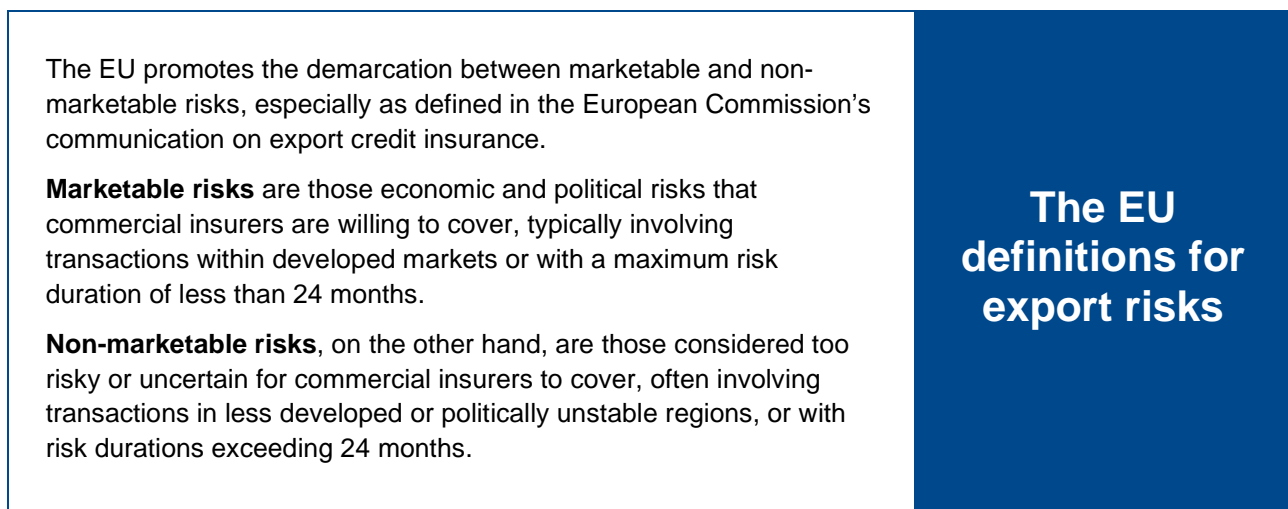 The EU promotes the demarcation between marketable and non-
marketable risks, especially as defined in the European Commission's
communication on export credit insurance.
Marketable risks are those economic and political risks that
commercial insurers are willing to cover, typically involving
transactions within developed markets or with a maximum risk
duration of less than 24 months.
Non-marketable risks, on the other hand, are those considered too
risky or uncertain for commercial insurers to cover, often involving
transactions in less developed or politically unstable regions, or with
risk durations exceeding 24 months.
The EU
definitions for
export risks